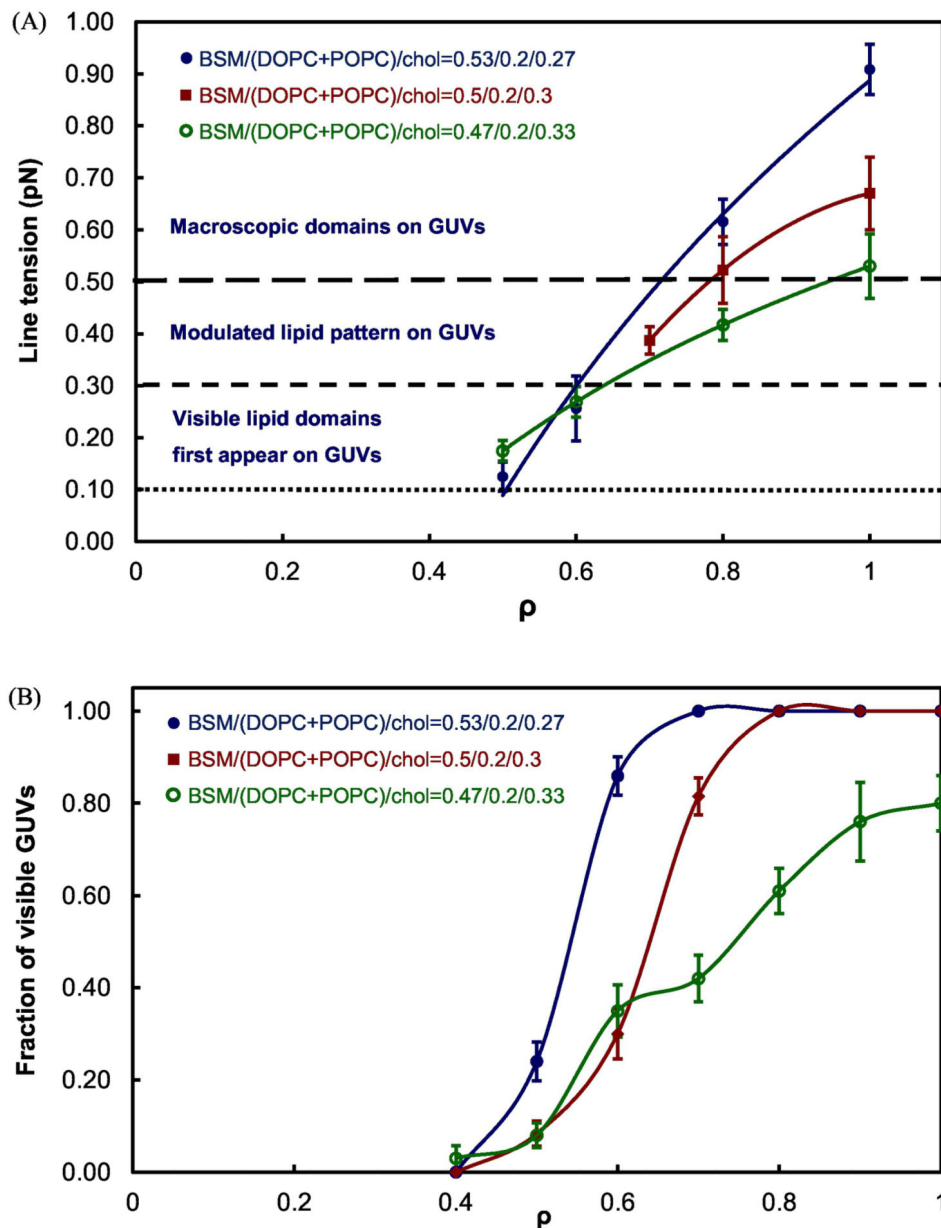 (A)
1.00
0.90
0.80
0.70
0.60
0.50
0.40
0.30
0.20
0.10
0.00
Line tension (pN)
BSM/(DOPC+POPC)/chol=0.53/0.2/0.27
BSM/(DOPC+POPC)/chol=0.5/0.2/0.3
BSM/(DOPC+POPC)/chol=0.47/0.2/0.33
Macroscopic domains on GUVs
Modulated lipid pattern on GUVs
Visible lipid domains
first appear on GUVs
0 0.2 0.4 0.6 0.8 1
ρ
(B)
1.00
0.80
0.60
0.40
0.20
0.00
Fraction of visible GUVs
BSM/(DOPC+POPC)/chol=0.53/0.2/0.27
BSM/(DOPC+POPC)/chol=0.5/0.2/0.3
BSM/(DOPC+POPC)/chol=0.47/0.2/0.33
0 0.2 0.4 0.6 0.8 1
ρ